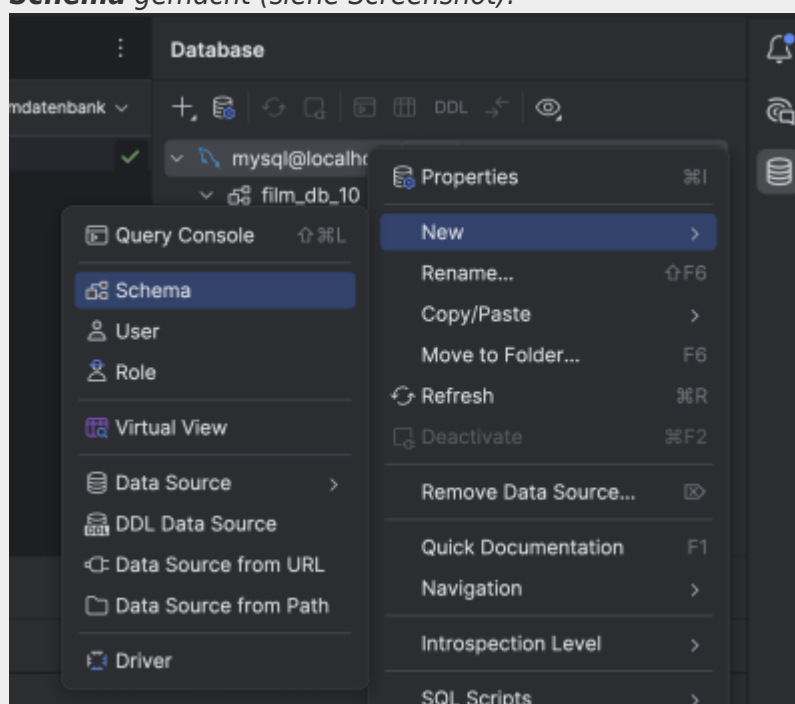 Schema gemacht (siehe Screenshot).
Database
mdatenbank
DDL
mysql@localho
film_db_10
Properties ⌘I
New
Rename... ⇧F6
Copy/Paste
Move to Folder... F6
Refresh ⌘R
Deactivate ⌘F2
Remove Data Source... ⌦
Quick Documentation F1
Navigation
Introspection Level
SQL Scripts
Query Console ⇧⌘L
Schema
User
Role
Virtual View
Data Source
DDL Data Source
Data Source from URL
Data Source from Path
Driver